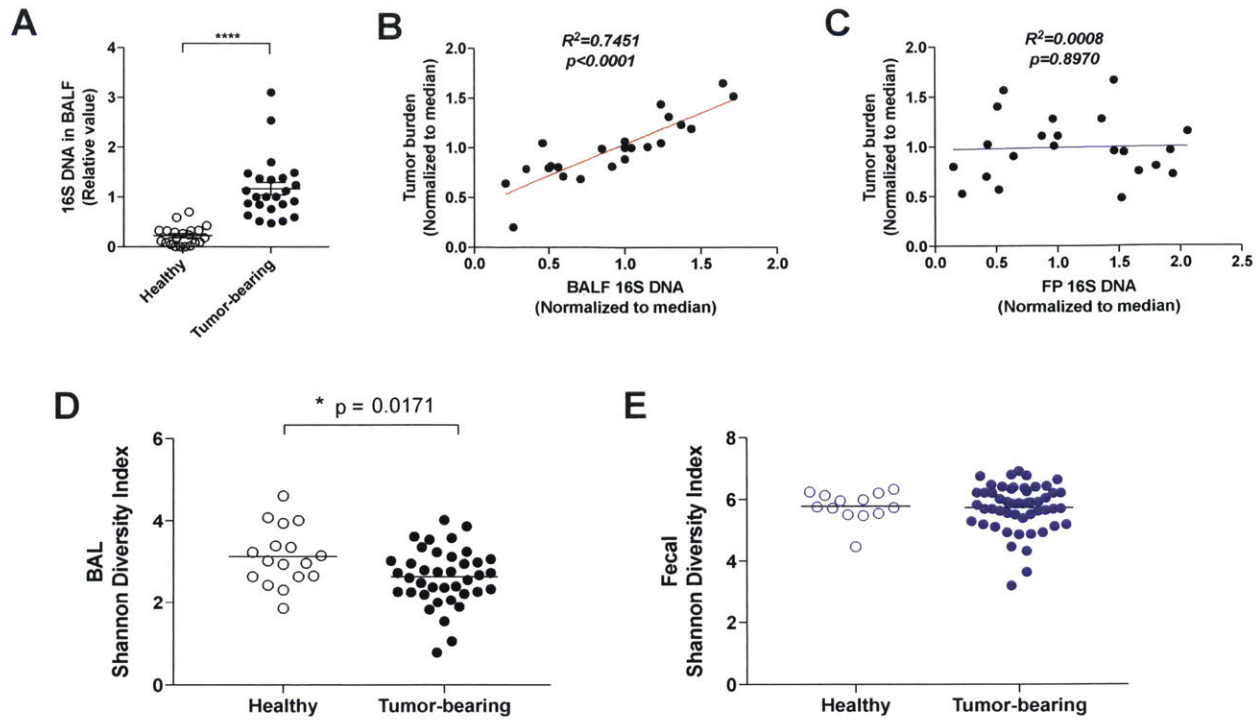 A
****
16S DNA in BALF
(Relative value)
4
3
2
1
0
Healthy
Tumor-bearing
B
R²=0.7451
p<0.0001
Tumor burden
(Normalized to median)
2.0
1.5
1.0
0.5
0.0
0.0 0.5 1.0 1.5 2.0
BALF 16S DNA
(Normalized to median)
C
R²=0.0008
p=0.8970
Tumor burden
(Normalized to median)
2.0
1.5
1.0
0.5
0.0
0.0 0.5 1.0 1.5 2.0 2.5
FP 16S DNA
(Normalized to median)
D
* p = 0.0171
BAL
Shannon Diversity Index
6
4
2
0
Healthy Tumor-bearing
E
Fecal
Shannon Diversity Index
8
6
4
2
0
Healthy Tumor-bearing